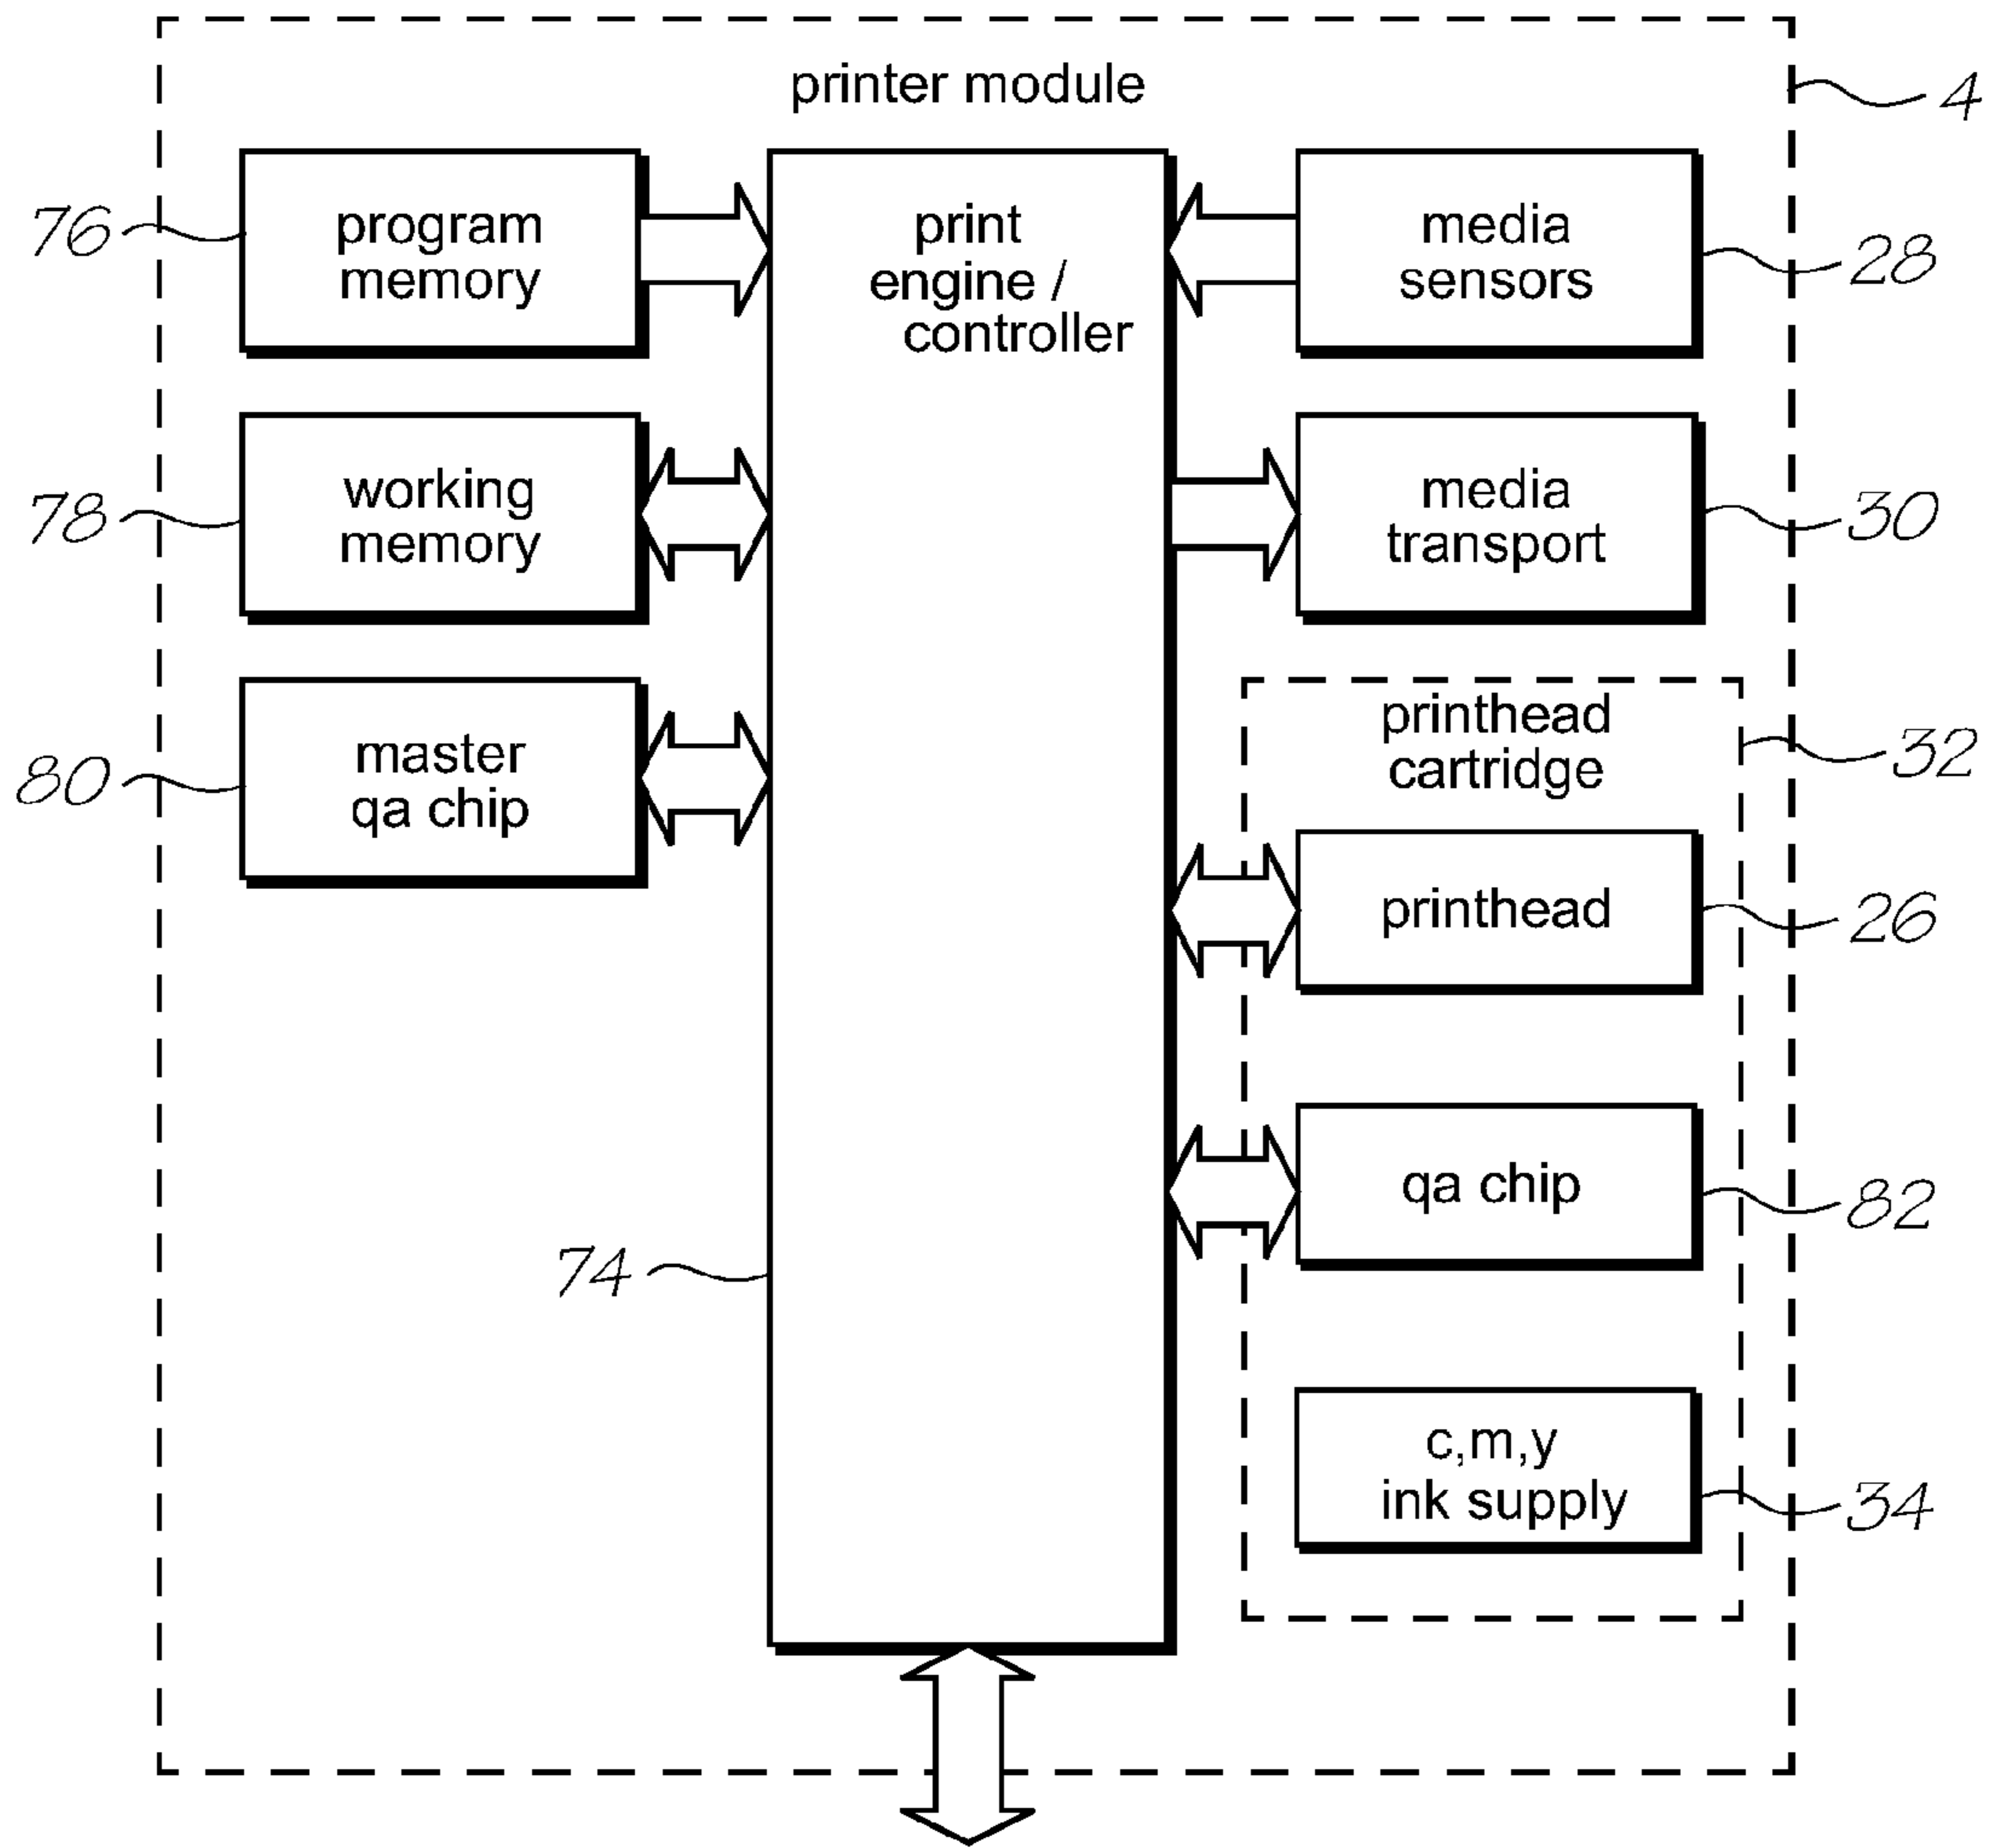 printer module
4
76
program
memory
print
engine /
controller
media
sensors
28
78
working
memory
media
transport
30
80
master
qa chip
printhead
cartridge
32
printhead
26
74
qa chip
82
c,m,y
ink supply
34